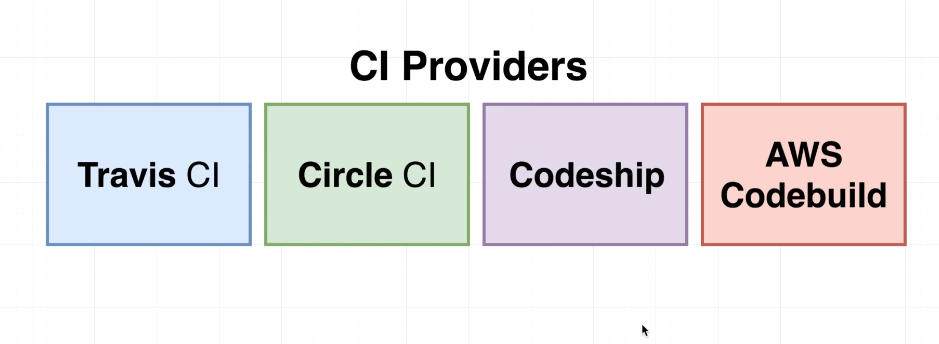 CI Providers
Travis CI
Circle CI
Codeship
AWS
Codebuild